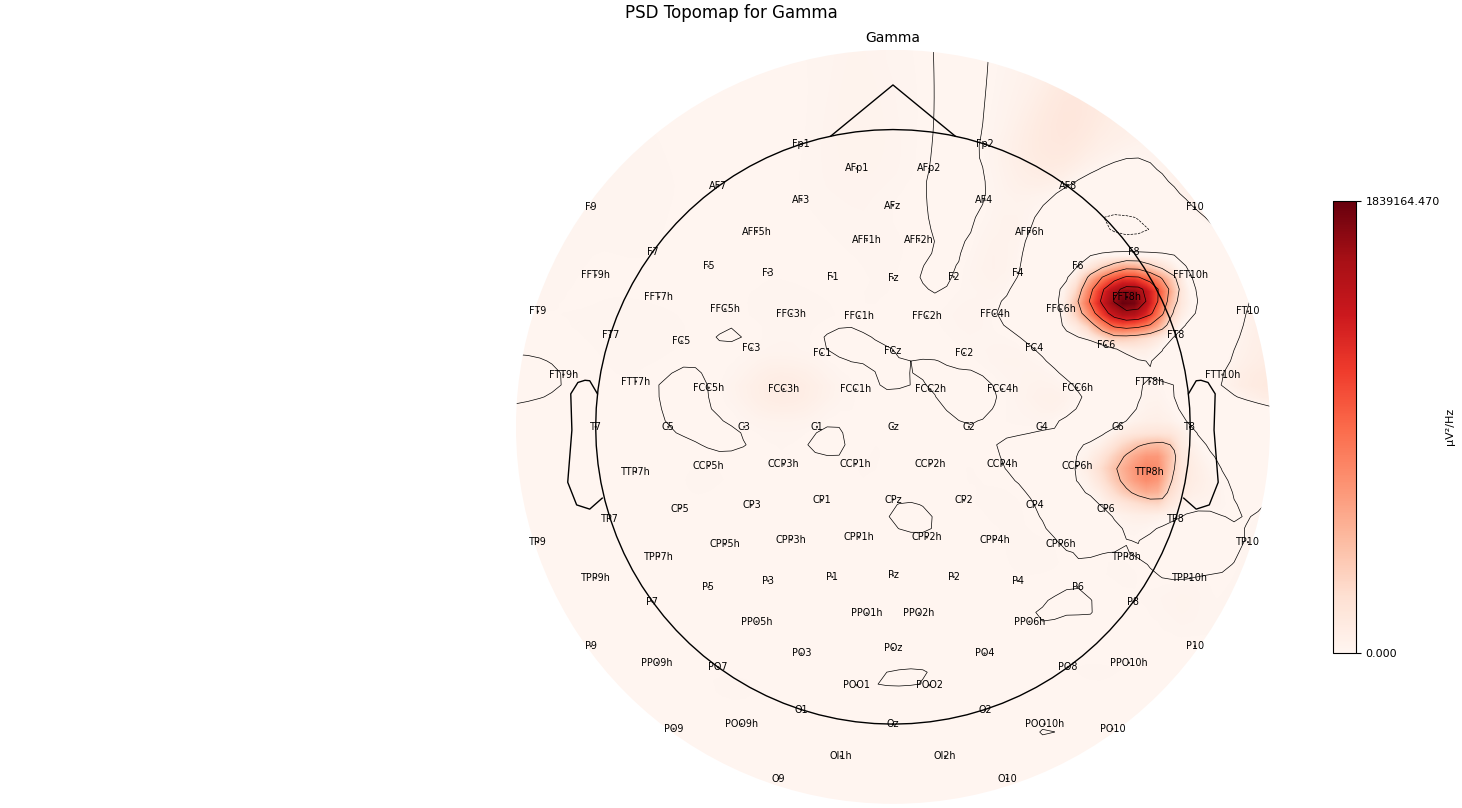 PSD Topomap for Gamma
Gamma
Fp1 Fp2
AFp1 AFp2
AF7 AF8
AF3 AFz AF4
F9 F10
AFF5h AFF1h AFF2h AFF6h
F7 F8
F5 F3 F1 Fz F2 F4 F6
FFT9h FFT10h
FFT7h FFT8h
FT9 FFC5h FFC3h FFC1h FFC2h FFC4h FFC6h FT10
FT7 FT8
FC5 FC3 FC1 FCz FC2 FC4 FC6
FTT9h FTT10h
FTT7h FCC5h FCC3h FCC1h FCC2h FCC4h FCC6h FTT8h
T7 C5 C3 C1 Cz C2 C4 C6 T8
TTP7h CCP5h CCP3h CCP1h CCP2h CCP4h CCP6h TTP8h
CP5 CP3 CP1 CPz CP2 CP4 CP6
TP7 TP8
TP9 CPP5h CPP3h CPP1h CPP2h CPP4h CPP6h TP10
TPP7h TPP8h
TPP9h TPP10h
P5 P3 P1 Pz P2 P4 P6
P7 P8
PPO5h PPO1h PPO2h PPO6h
P9 P10
PO3 POz PO4
PPO9h PO7 PO8 PPO10h
POO1 POO2
O1 O2
PO9 POO9h Oz POO10h PO10
OI1h OI2h
O9 O10
1839164.470
0.000
µV²/Hz